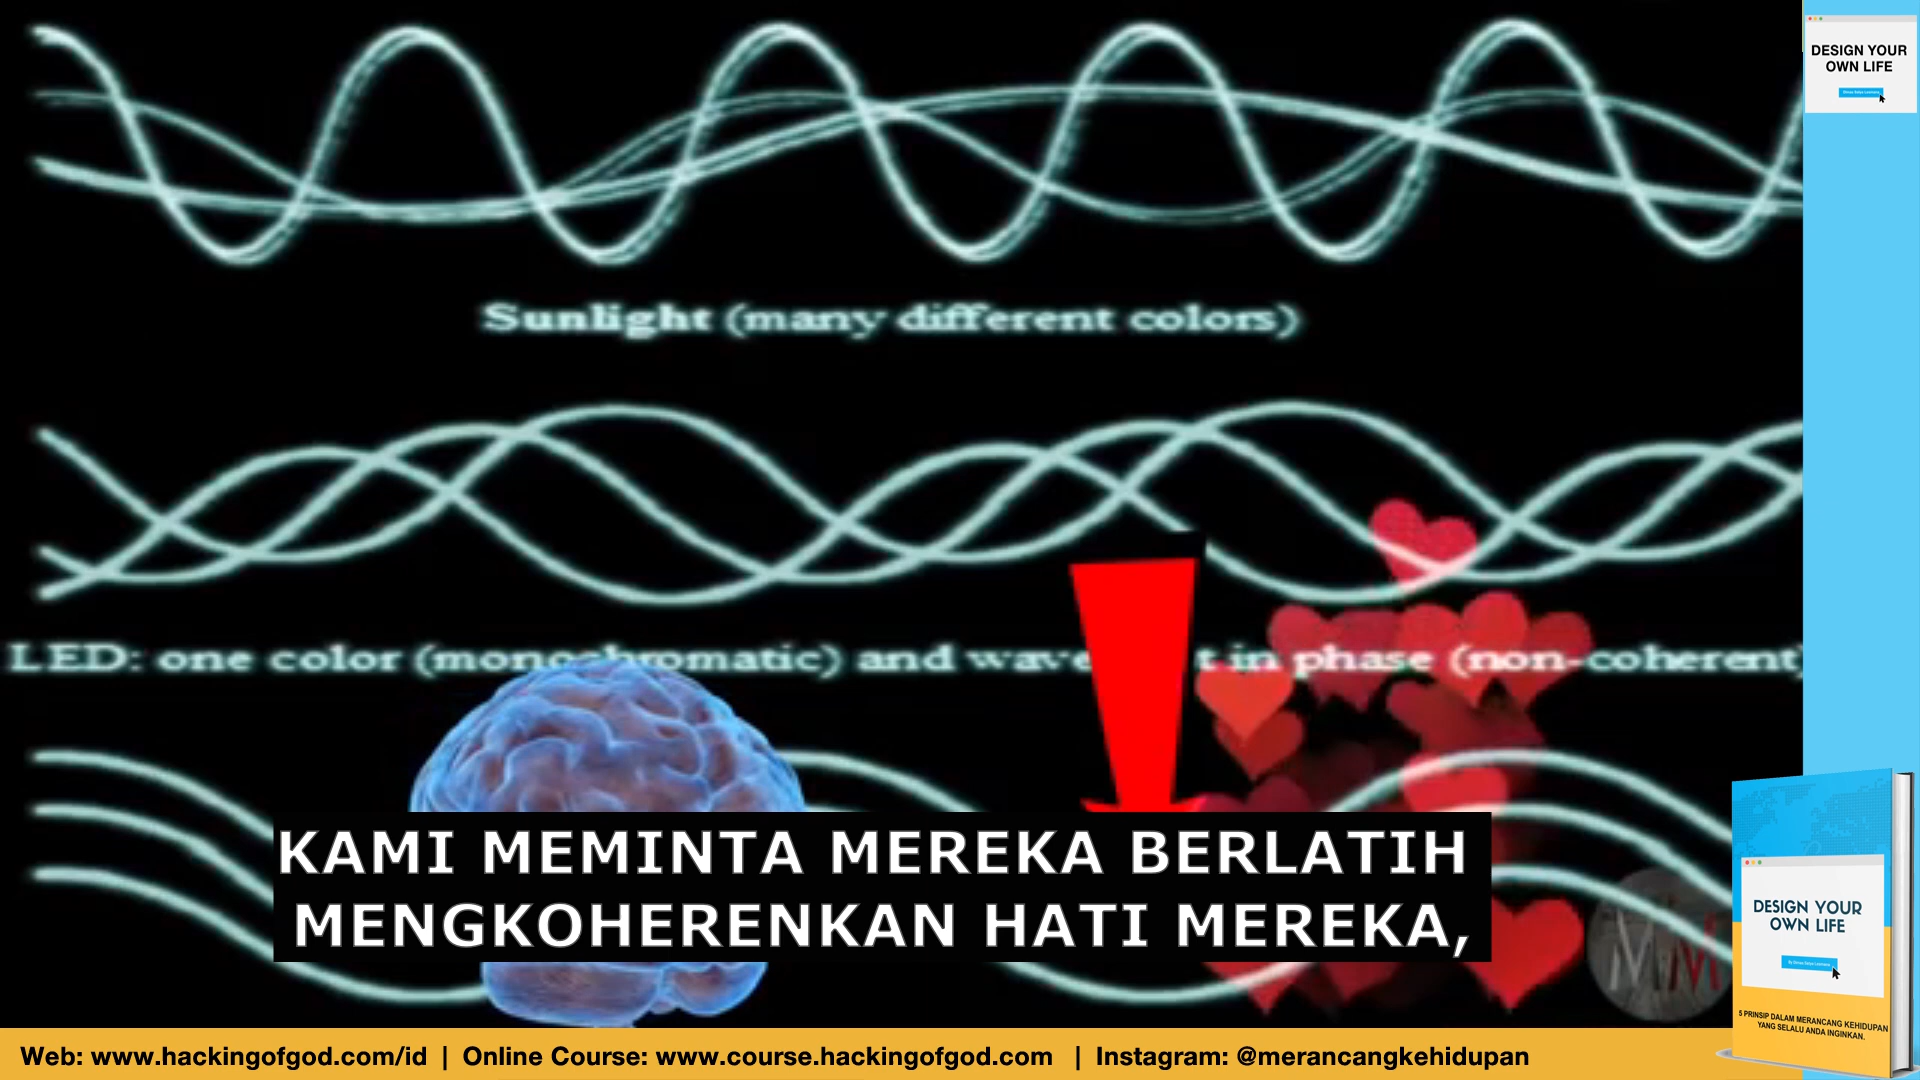 DESIGN YOUR
OWN LIFE
Sunlight (many different colors)
LED: one color (monochromatic) and wave t in phase (non-coherent)
KAMI MEMINTA MEREKA BERLATIH
MENGKOHERENKAN HATI MEREKA,
MM
DESIGN YOUR
OWN LIFE
5 PRINSIP DALAM MERANCANG KEHIDUPAN
YANG SELALU ANDA INGINKAN.
Web: www.hackingofgod.com/id | Online Course: www.course.hackingofgod.com | Instagram: @merancangkehidupan